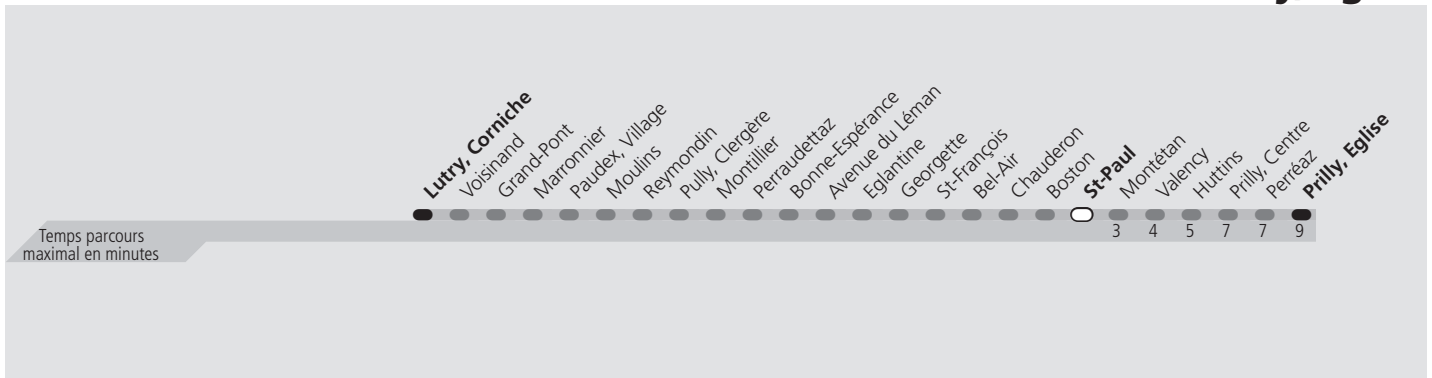 Lutry, Corniche
Voisinand
Grand-Pont
Marronnier
Paudex, Village
Moulins
Reymondin
Pully, Clergère
Montillier
Perraudettaz
Bonne-Espérance
Avenue du Léman
Eglantine
Georgette
St-François
Bel-Air
Chauderon
Boston
St-Paul
Montétan
Valency
Huttins
Prilly, Centre
Perréaz
Prilly, Eglise
Temps parcours
maximal en minutes
3 4 5 7 7 9